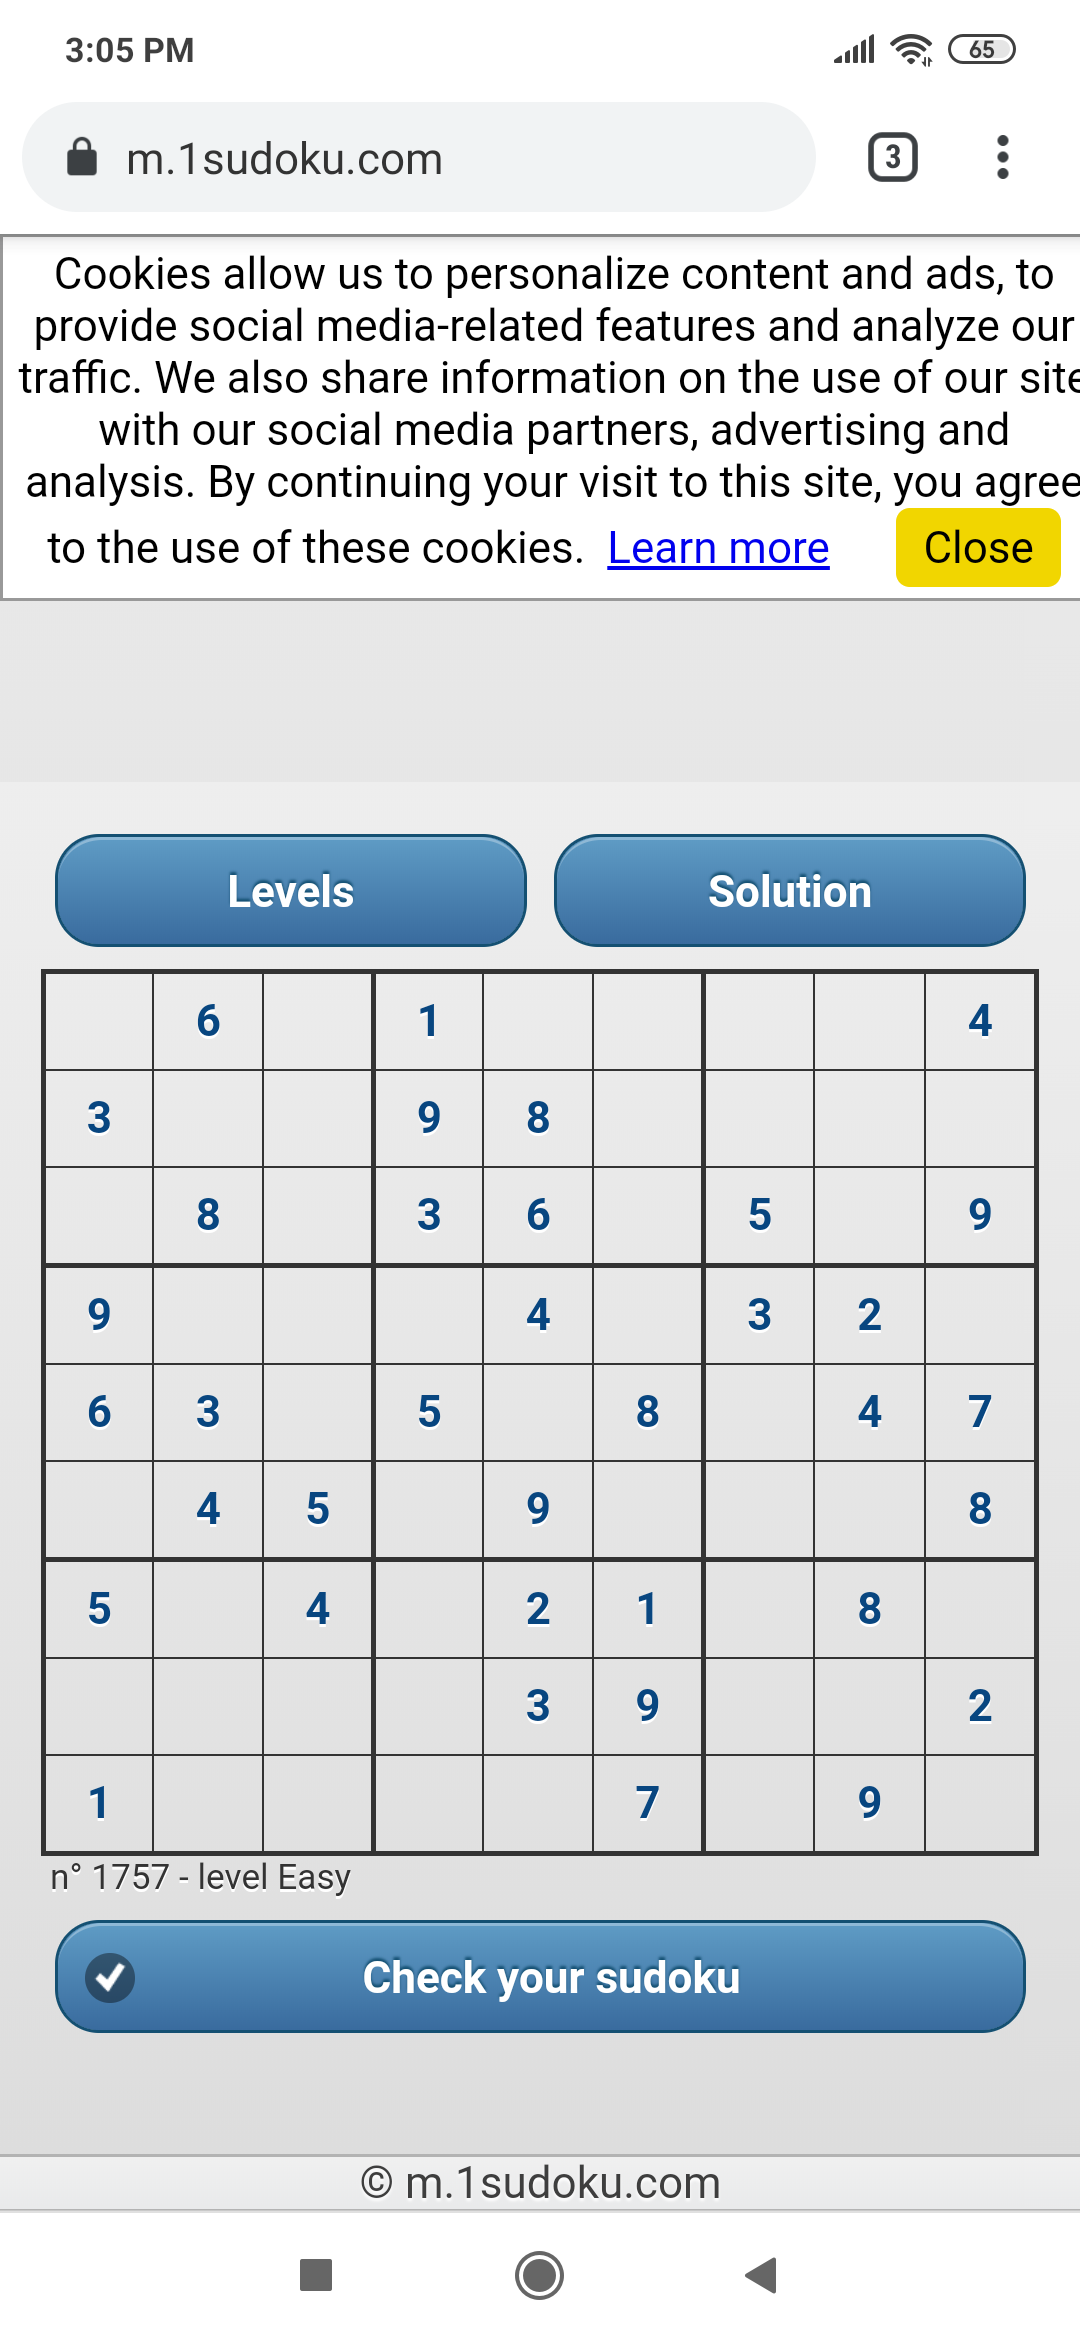 3:05 PM
65
m.1sudoku.com
3
Cookies allow us to personalize content and ads, to
provide social media-related features and analyze our
traffic. We also share information on the use of our site
with our social media partners, advertising and
analysis. By continuing your visit to this site, you agree
to the use of these cookies. Learn more Close
Levels Solution
6 1 4
3 9 8
8 3 6 5 9
9 4 3 2
6 3 5 8 4 7
4 5 9 8
5 4 2 1 8
3 9 2
1 7 9
n° 1757 - level Easy
Check your sudoku
© m.1sudoku.com